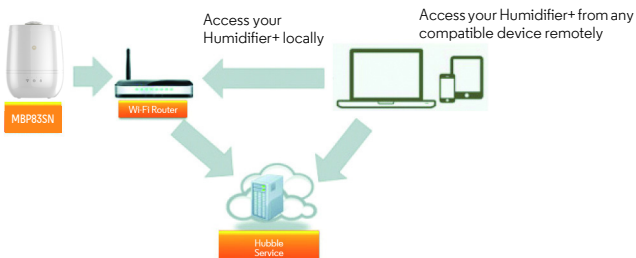 Access your
Humidifier+ locally
Access your Humidifier+ from any
compatible device remotely
MBP83SN
Wi-Fi Router
Hubble
Service